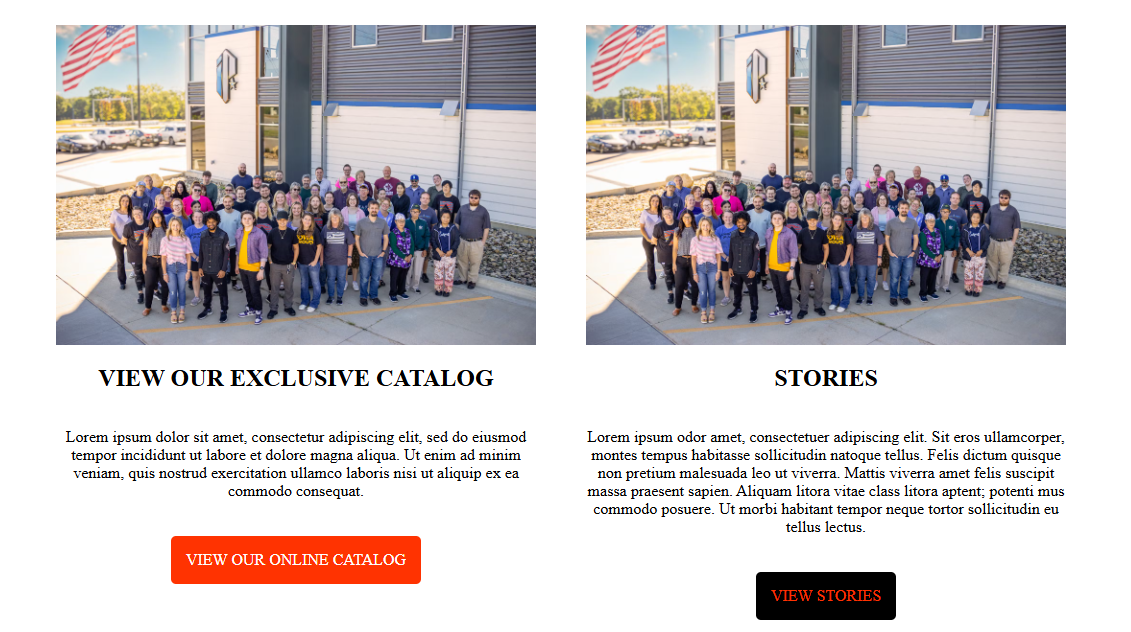 VIEW OUR EXCLUSIVE CATALOG
Lorem ipsum dolor sit amet, consectetur adipiscing elit, sed do eiusmod
tempor incididunt ut labore et dolore magna aliqua. Ut enim ad minim
veniam, quis nostrud exercitation ullamco laboris nisi ut aliquip ex ea
commodo consequat.
VIEW OUR ONLINE CATALOG
STORIES
Lorem ipsum odor amet, consectetuer adipiscing elit. Sit eros ullamcorper,
montes tempus habitasse sollicitudin natoque tellus. Felis dictum quisque
non pretium malesuada leo ut viverra. Mattis viverra amet felis suscipit
massa praesent sapien. Aliquam litora vitae class litora aptent; potenti mus
commodo posuere. Ut morbi habitant tempor neque tortor sollicitudin eu
tellus lectus.
VIEW STORIES